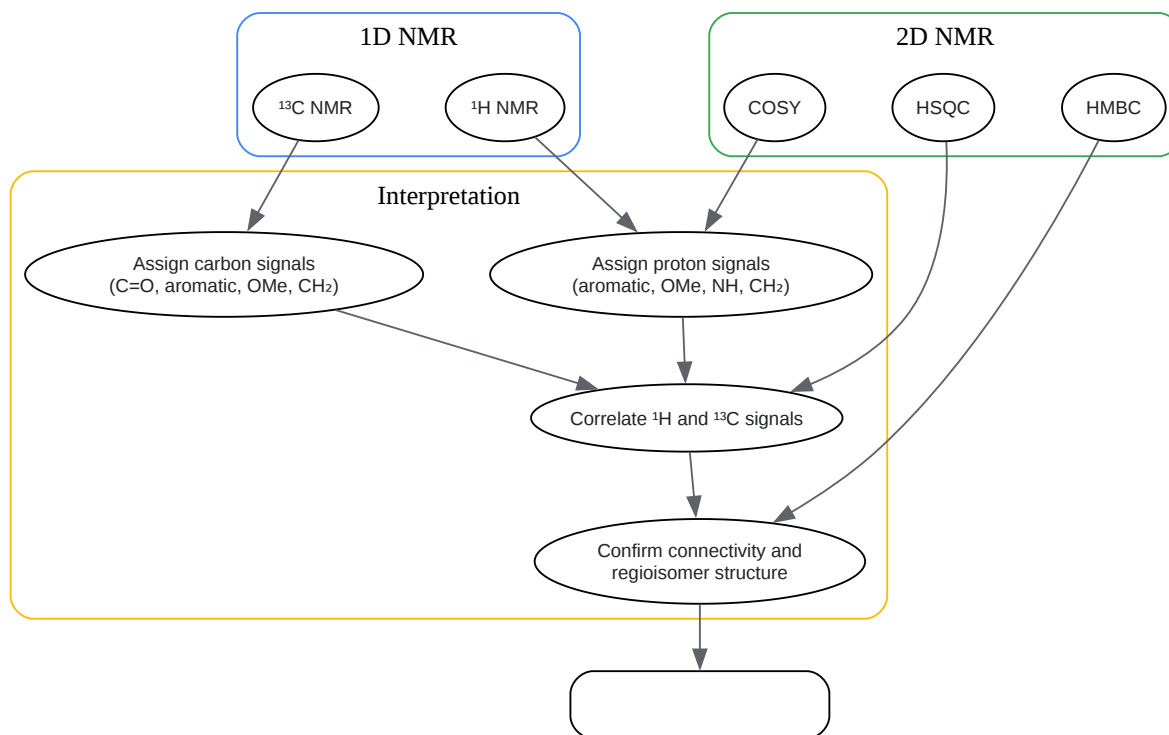 1D NMR
2D NMR
¹³C NMR
¹H NMR
COSY
HSQC
HMBC
Interpretation
Assign carbon signals
(C=O, aromatic, OMe, CH₂)
Assign proton signals
(aromatic, OMe, NH, CH₂)
Correlate ¹H and ¹³C signals
Confirm connectivity and
regioisomer structure